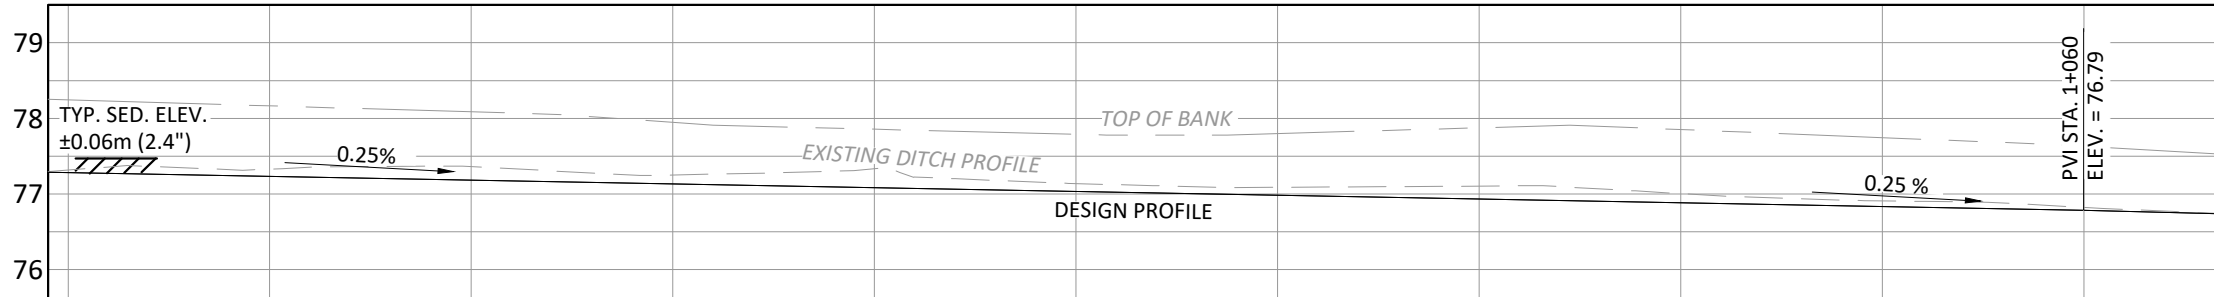 79
78
77
76
TYP. SED. ELEV.
±0.06m (2.4")
0.25%
TOP OF BANK
EXISTING DITCH PROFILE
DESIGN PROFILE
0.25 %
PVI STA. 1+060
ELEV. = 76.79